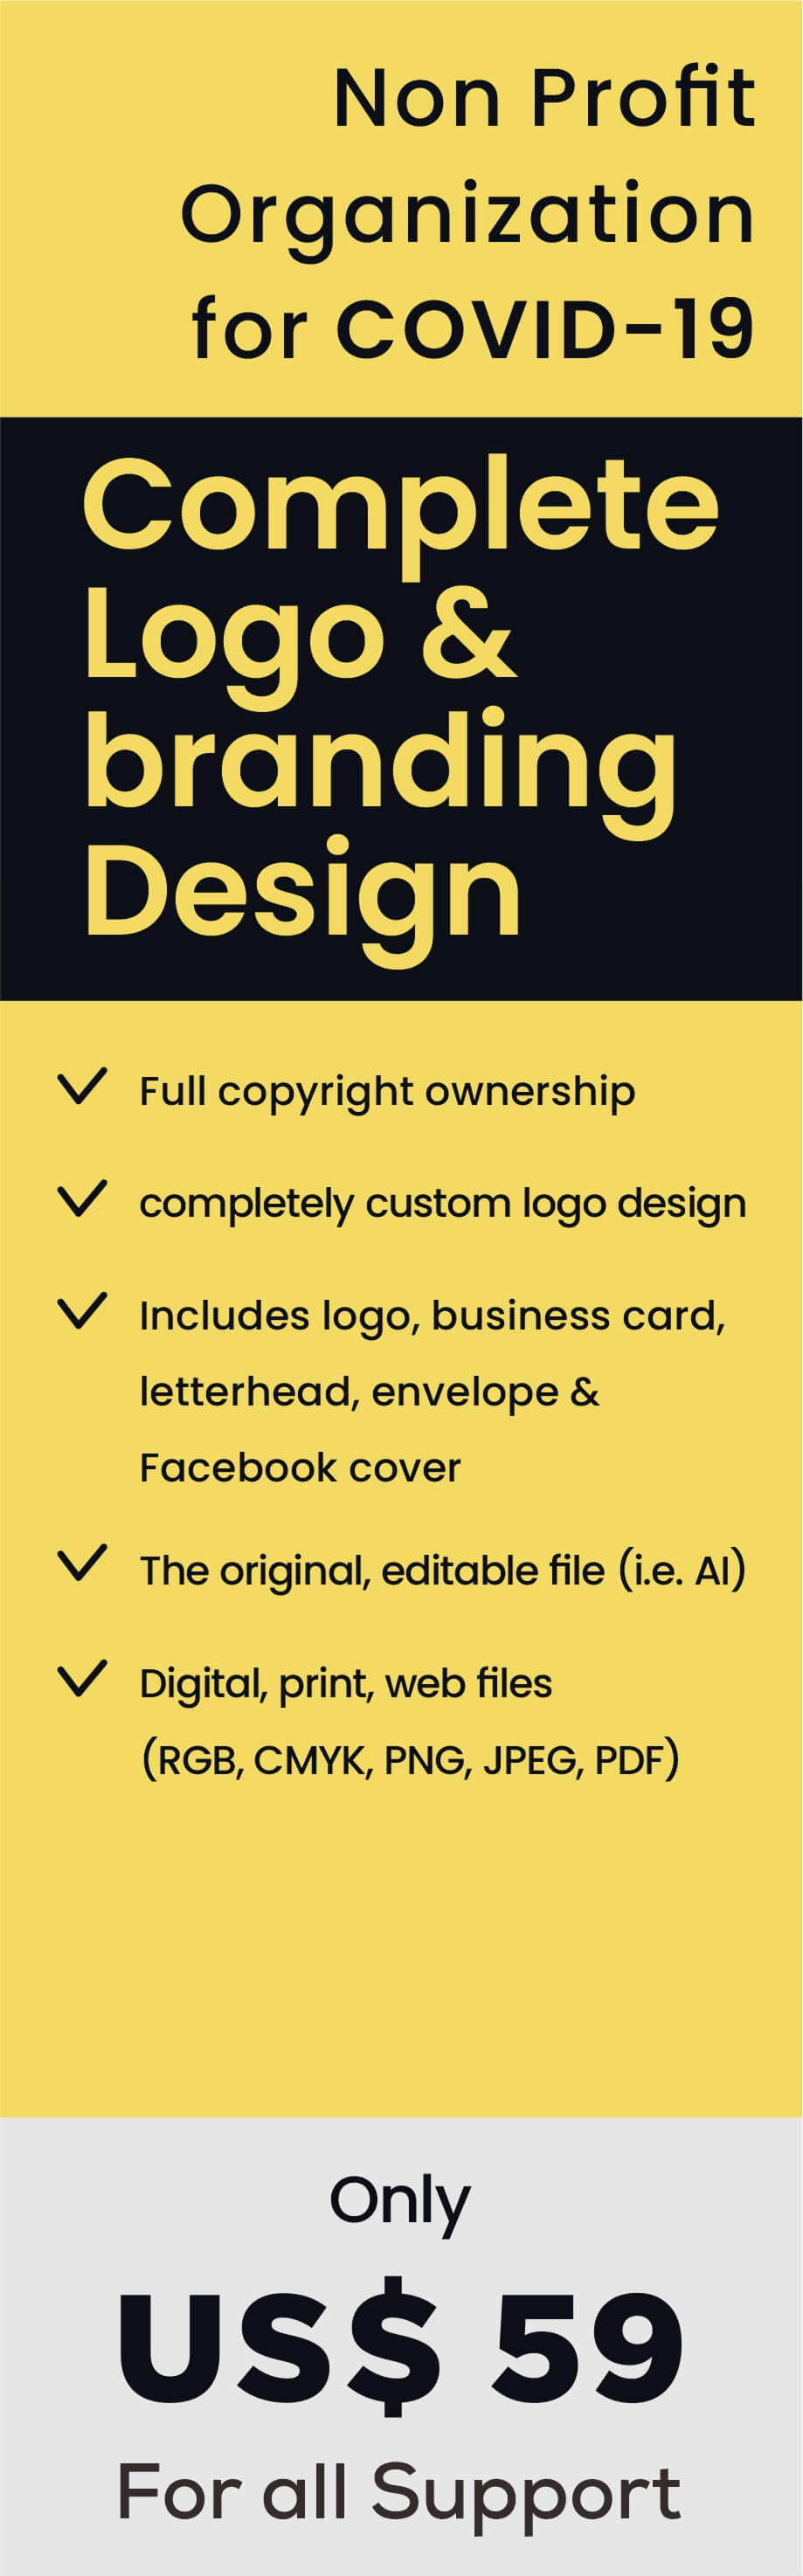 Non Profit
Organization
for COVID-19
Complete
Logo &
branding
Design
Full copyright ownership
completely custom logo design
Includes logo, business card,
letterhead, envelope &
Facebook cover
The original, editable file (i.e. AI)
Digital, print, web files
(RGB, CMYK, PNG, JPEG, PDF)
Only
US$ 59
For all Support